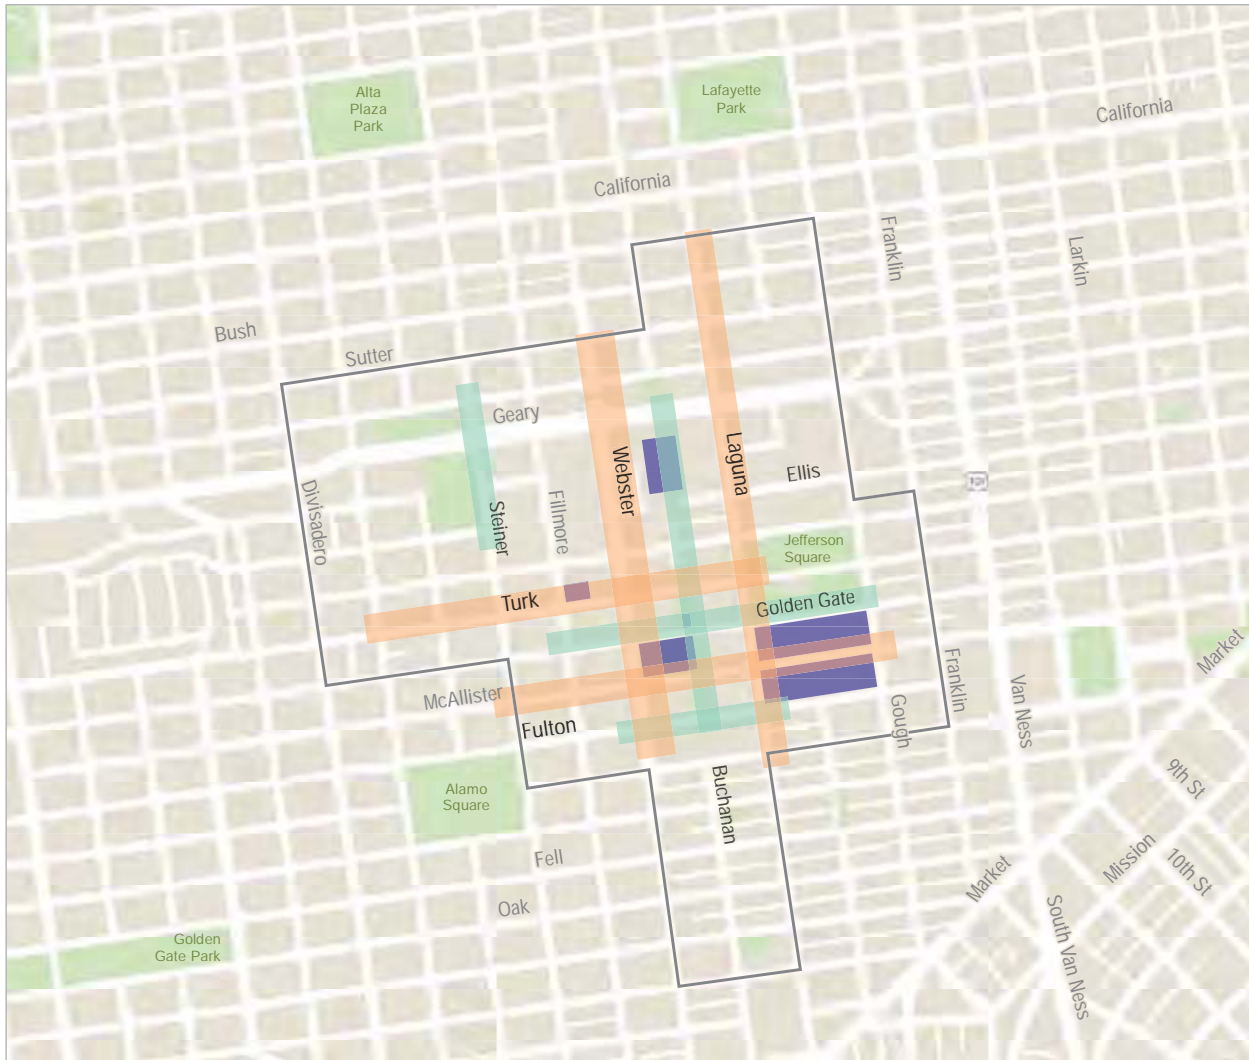 Alta
Plaza
Park
Lafayette
Park
California
California
Franklin
Larkin
Bush
Sutter
Geary
Webster
Laguna
Ellis
Divisadero
Steiner
Fillmore
Jefferson
Square
Turk
Golden Gate
Market
McAllister
Franklin
Van Ness
Gough
Fulton
Alamo
Square
Buchanan
9th St
Fell
Mission
10th St
Market
Oak
South Van Ness
Golden
Gate Park